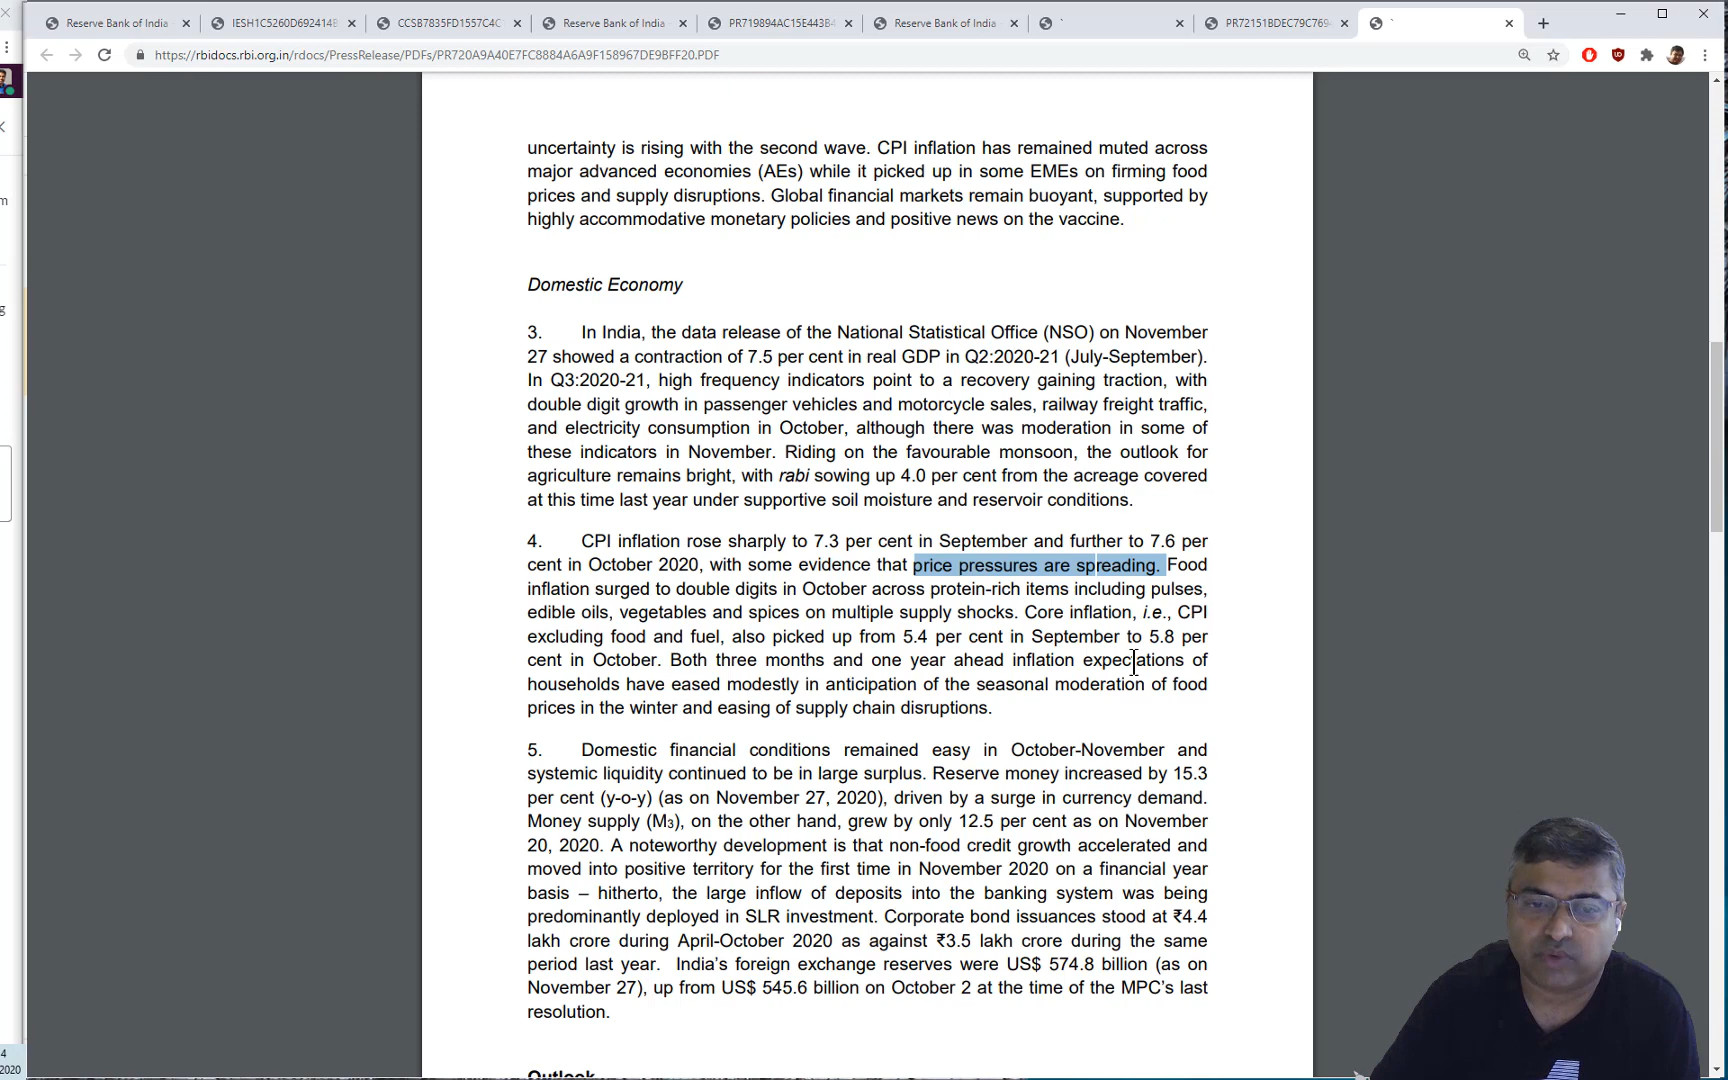 Reserve Bank of India
IESH1C5260D692414
CCSB7835FD1557C4C
Reserve Bank of India
PR719894AC15E443B4
Reserve Bank of India
`
PR72151BDEC79C769
`
https://rbidocs.rbi.org.in/rdocs/PressRelease/PDFs/PR720A9A40E7FC8884A6A9F158967DE9BFF20.PDF
uncertainty is rising with the second wave. CPI inflation has remained muted across
major advanced economies (AEs) while it picked up in some EMEs on firming food
prices and supply disruptions. Global financial markets remain buoyant, supported by
highly accommodative monetary policies and positive news on the vaccine.
Domestic Economy
3. In India, the data release of the National Statistical Office (NSO) on November
27 showed a contraction of 7.5 per cent in real GDP in Q2:2020-21 (July-September).
In Q3:2020-21, high frequency indicators point to a recovery gaining traction, with
double digit growth in passenger vehicles and motorcycle sales, railway freight traffic,
and electricity consumption in October, although there was moderation in some of
these indicators in November. Riding on the favourable monsoon, the outlook for
agriculture remains bright, with rabi sowing up 4.0 per cent from the acreage covered
at this time last year under supportive soil moisture and reservoir conditions.
4. CPI inflation rose sharply to 7.3 per cent in September and further to 7.6 per
cent in October 2020, with some evidence that price pressures are spreading. Food
inflation surged to double digits in October across protein-rich items including pulses,
edible oils, vegetables and spices on multiple supply shocks. Core inflation, i.e., CPI
excluding food and fuel, also picked up from 5.4 per cent in September to 5.8 per
cent in October. Both three months and one year ahead inflation expectations of
households have eased modestly in anticipation of the seasonal moderation of food
prices in the winter and easing of supply chain disruptions.
5. Domestic financial conditions remained easy in October-November and
systemic liquidity continued to be in large surplus. Reserve money increased by 15.3
per cent (y-o-y) (as on November 27, 2020), driven by a surge in currency demand.
Money supply (M3), on the other hand, grew by only 12.5 per cent as on November
20, 2020. A noteworthy development is that non-food credit growth accelerated and
moved into positive territory for the first time in November 2020 on a financial year
basis – hitherto, the large inflow of deposits into the banking system was being
predominantly deployed in SLR investment. Corporate bond issuances stood at ₹4.4
lakh crore during April-October 2020 as against ₹3.5 lakh crore during the same
period last year. India's foreign exchange reserves were US$ 574.8 billion (as on
November 27), up from US$ 545.6 billion on October 2 at the time of the MPC's last
resolution.
Outlook
m
g
4
2020